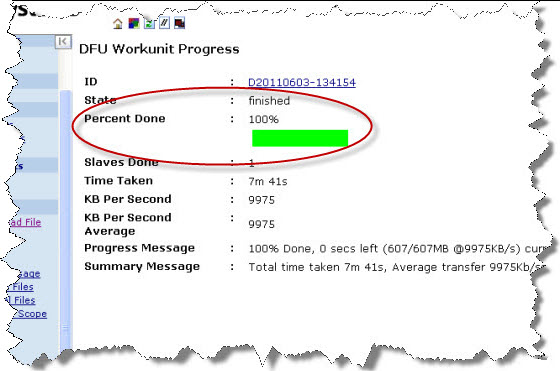 DFU Workunit Progress
ID : D20110603-134154
State : finished
Percent Done : 100%
Slaves Done : 1
Time Taken : 7m 41s
KB Per Second : 9975
KB Per Second Average : 9975
Progress Message : 100% Done, 0 secs left (607/607MB @9975KB/s) curr
Summary Message : Total time taken 7m 41s, Average transfer 9975Kb/s
ad File
age
Files
l Files
Scope